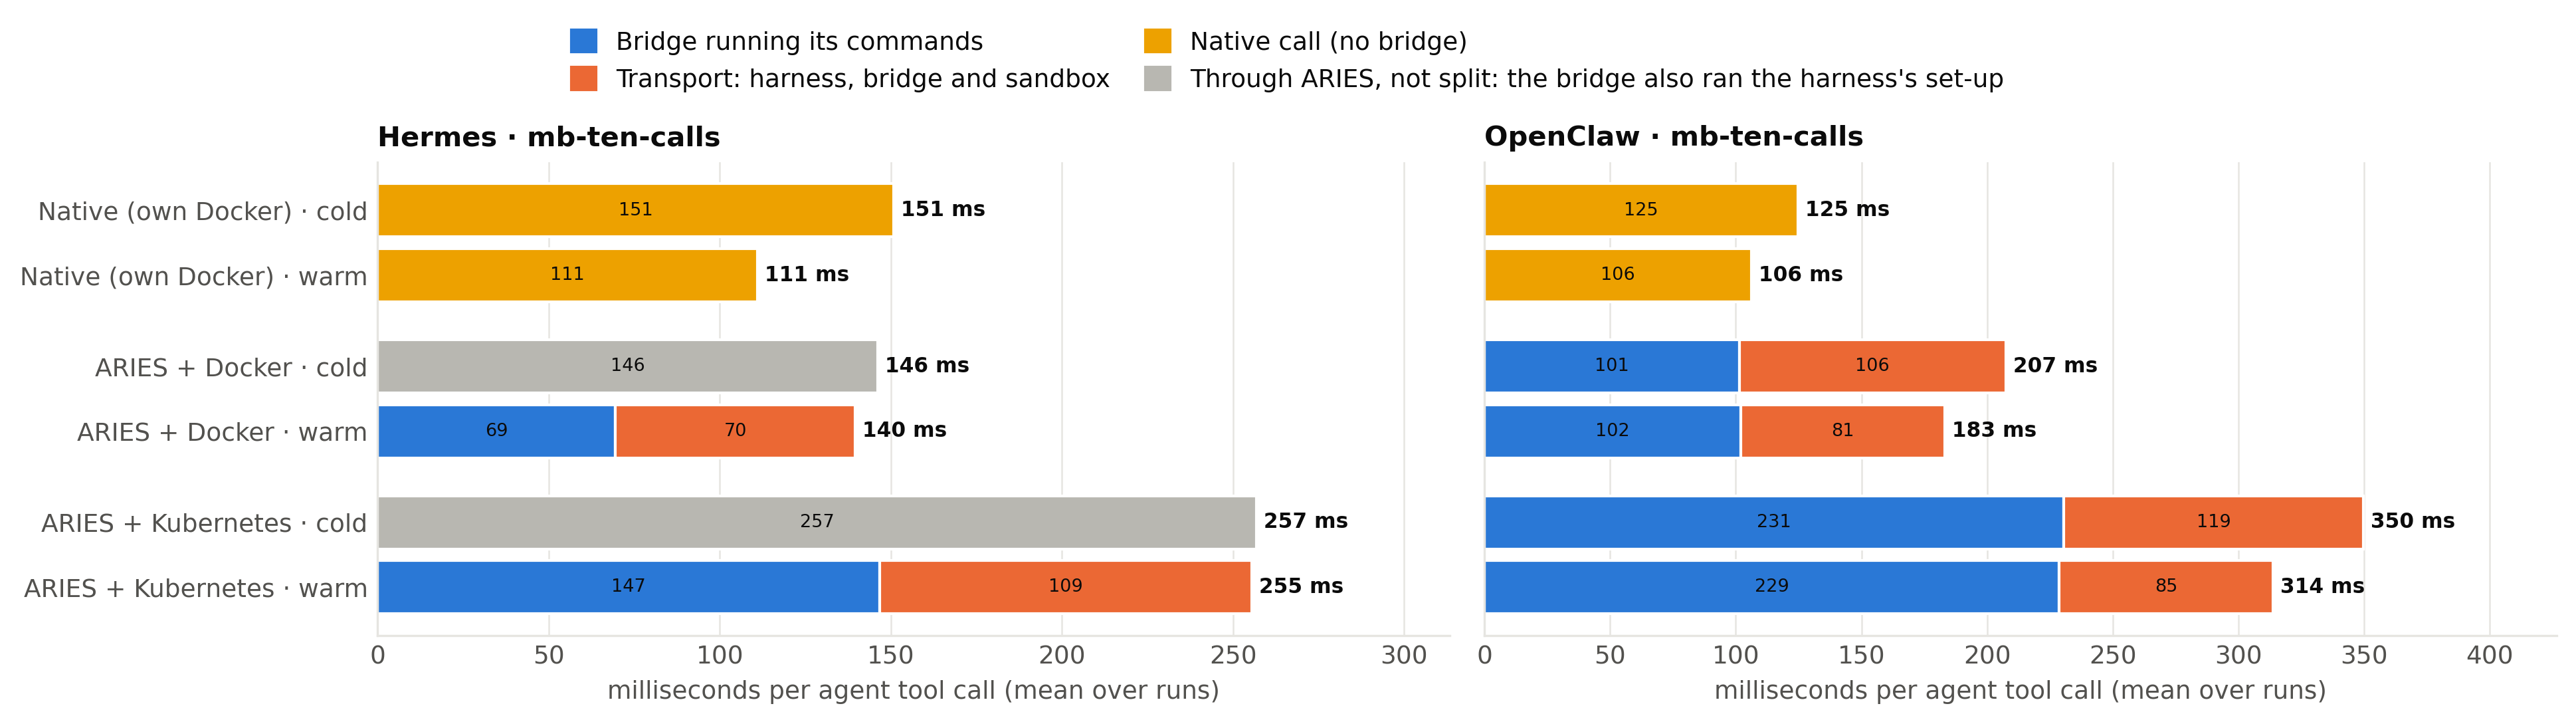 Bridge running its commands
Native call (no bridge)
Transport: harness, bridge and sandbox
Through ARIES, not split: the bridge also ran the harness's set-up
Hermes · mb-ten-calls
Native (own Docker) · cold
151
151 ms
Native (own Docker) · warm
111
111 ms
ARIES + Docker · cold
146
146 ms
ARIES + Docker · warm
69
70
140 ms
ARIES + Kubernetes · cold
257
257 ms
ARIES + Kubernetes · warm
147
109
255 ms
0 50 100 150 200 250 300
milliseconds per agent tool call (mean over runs)
OpenClaw · mb-ten-calls
125
125 ms
106
106 ms
101
106
207 ms
102
81
183 ms
231
119
350 ms
229
85
314 ms
0 50 100 150 200 250 300 350 400
milliseconds per agent tool call (mean over runs)